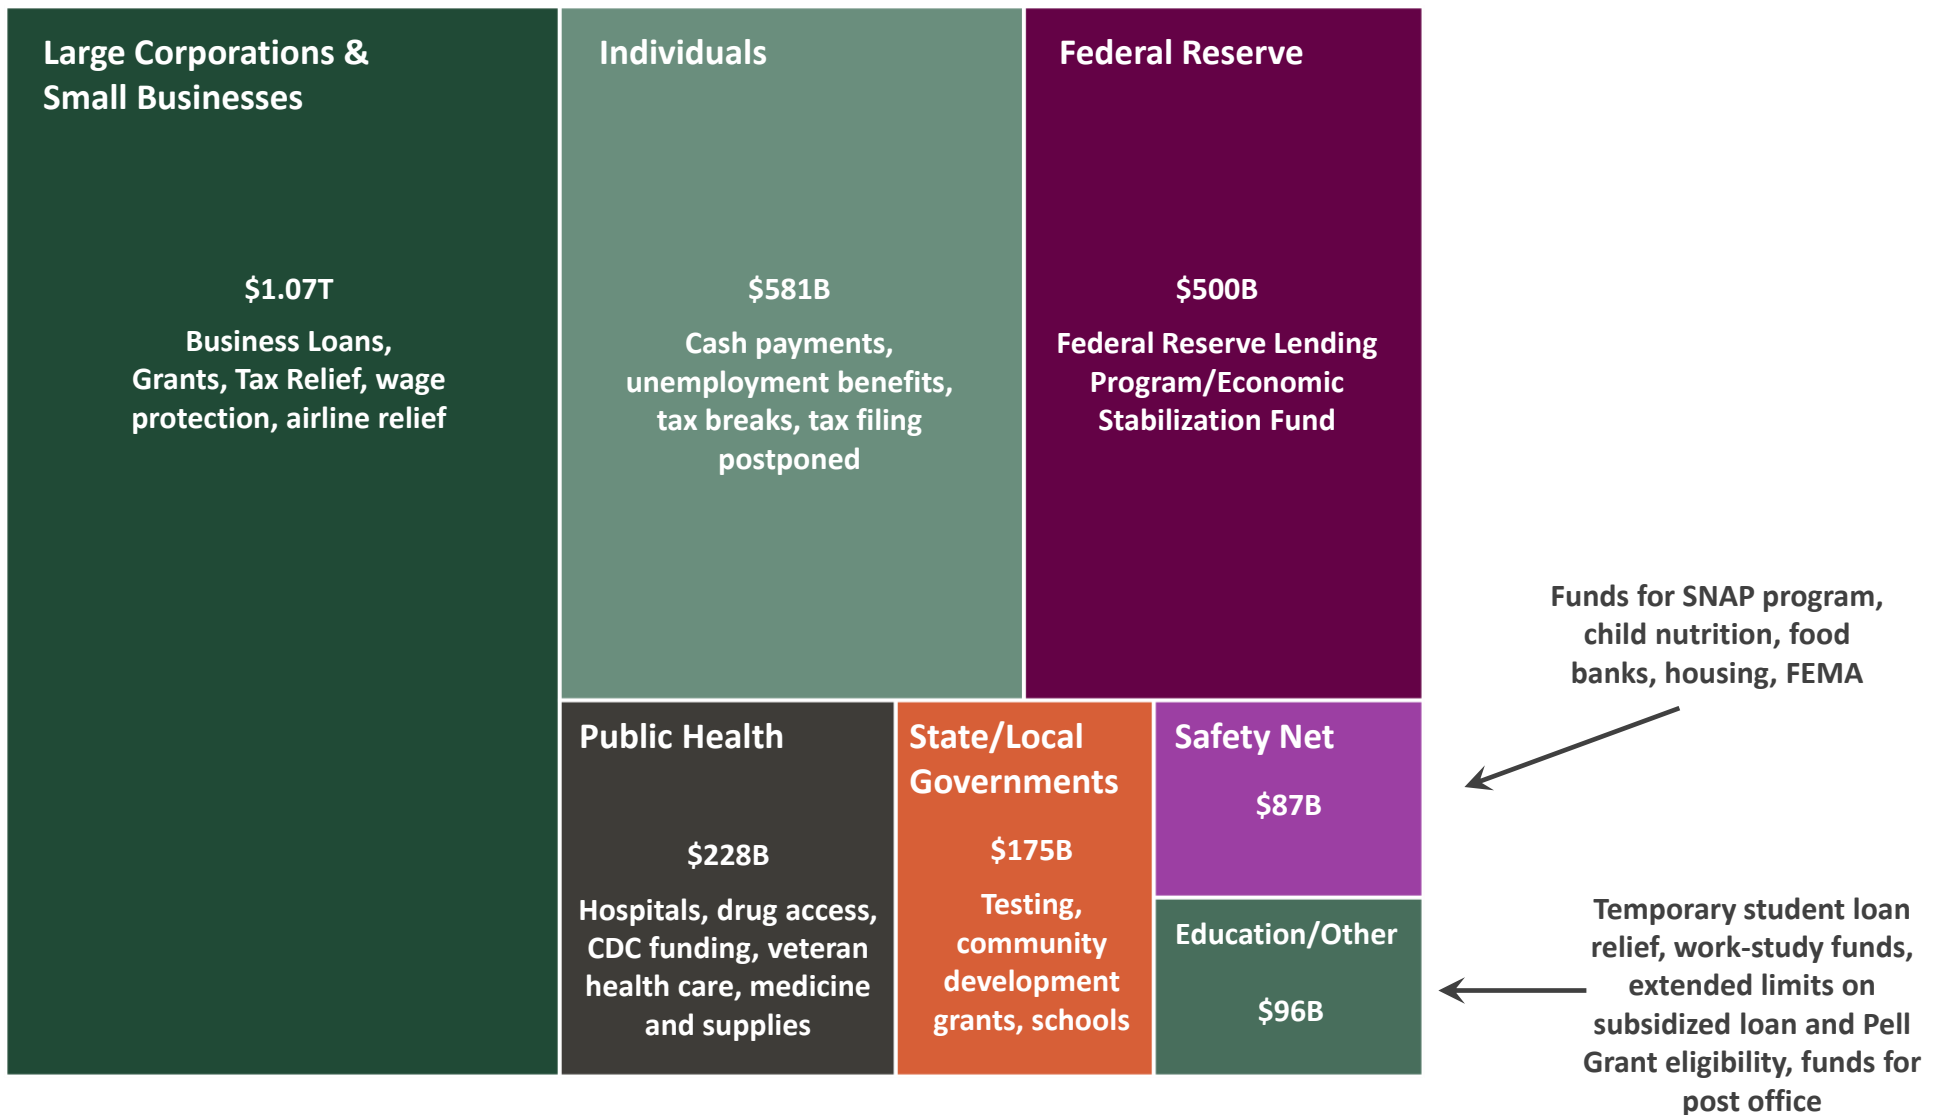 Large Corporations &
Small Businesses
$1.07T
Business Loans,
Grants, Tax Relief, wage
protection, airline relief
Individuals
$581B
Cash payments,
unemployment benefits,
tax breaks, tax filing
postponed
Federal Reserve
$500B
Federal Reserve Lending
Program/Economic
Stabilization Fund
Public Health
$228B
Hospitals, drug access,
CDC funding, veteran
health care, medicine
and supplies
State/Local
Governments
$175B
Testing,
community
development
grants, schools
Safety Net
$87B
Funds for SNAP program,
child nutrition, food
banks, housing, FEMA
Education/Other
$96B
Temporary student loan
relief, work-study funds,
extended limits on
subsidized loan and Pell
Grant eligibility, funds for
post office